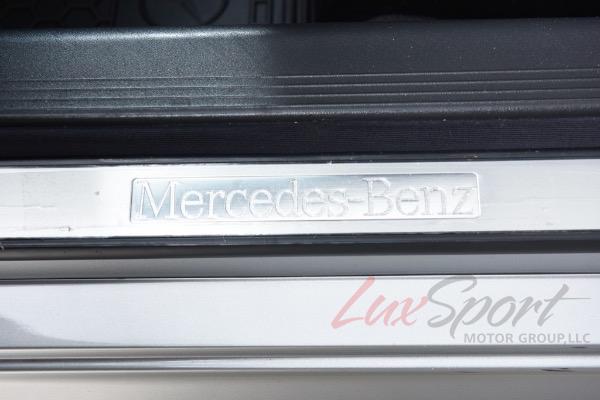 Mercedes-Benz
LuxSport
MOTOR GROUP,LLC